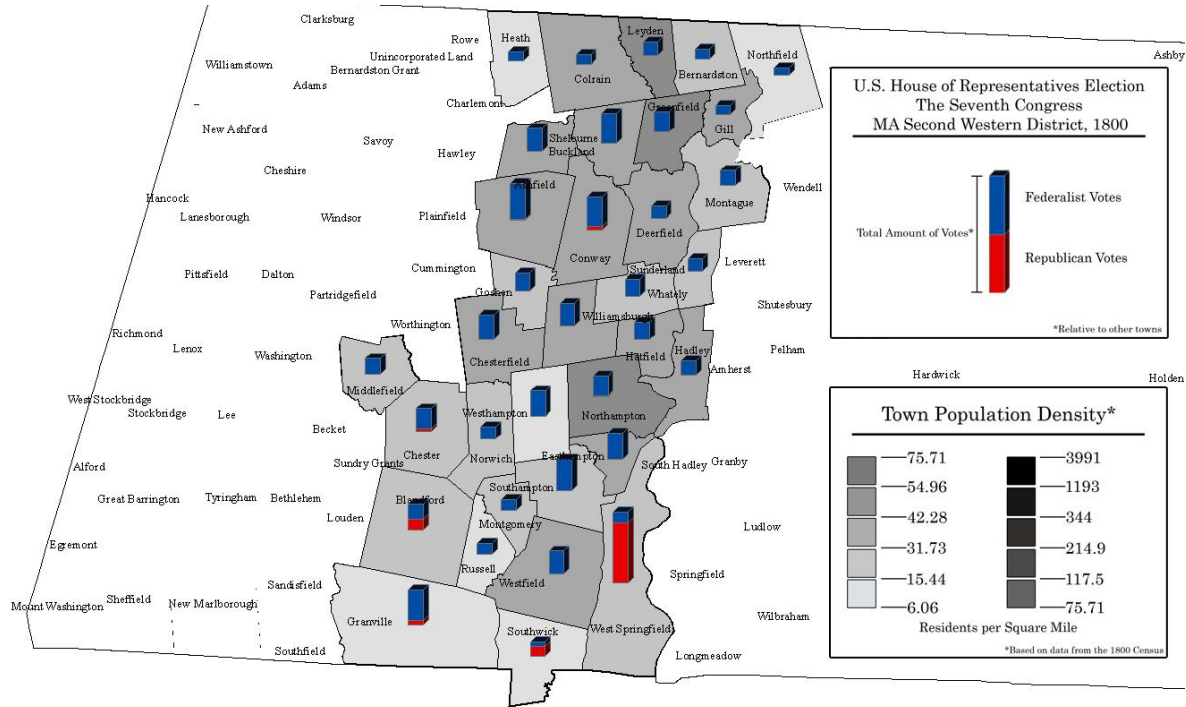 Clarksburg
Rowe
Heath
Leyden
Unincorporated Land
Bernardston Grant
Williamstown
Adams
Colrain
Bernardston
Northfield
Ashby
Charlemont
New Ashford
Savoy
Hawley
Shelburne
Buckland
Greenfield
Gill
Cheshire
Hancock
Lanesborough
Windsor
Plainfield
Ashfield
Conway
Deerfield
Montague
Wendell
Pittsfield
Dalton
Partridgefield
Cummington
Goshen
Sunderland
Whately
Leverett
Shutesbury
Richmond
Lenox
Washington
Worthington
Chesterfield
Williamsburgh
Hatfield
Hadley
Amherst
Pelham
Hardwick
Holden
Middlefield
West Stockbridge
Stockbridge
Lee
Becket
Westhampton
Northampton
Chester
Norwich
Easthampton
South Hadley
Granby
Alford
Sundry Grants
Great Barrington
Tyringham
Bethlehem
Louden
Blandford
Southampton
Montgomery
Ludlow
Egremont
Russell
Westfield
Springfield
Sandisfield
Mount Washington
Sheffield
New Marlborough
Granville
Southwick
West Springfield
Wilbraham
Southfield
Longmeadow
U.S. House of Representatives Election
The Seventh Congress
MA Second Western District, 1800
Federalist Votes
Total Amount of Votes*
Republican Votes
*Relative to other towns
Town Population Density*
75.71
54.96
42.28
31.73
15.44
6.06
3991
1193
344
214.9
117.5
75.71
Residents per Square Mile
*Based on data from the 1800 Census